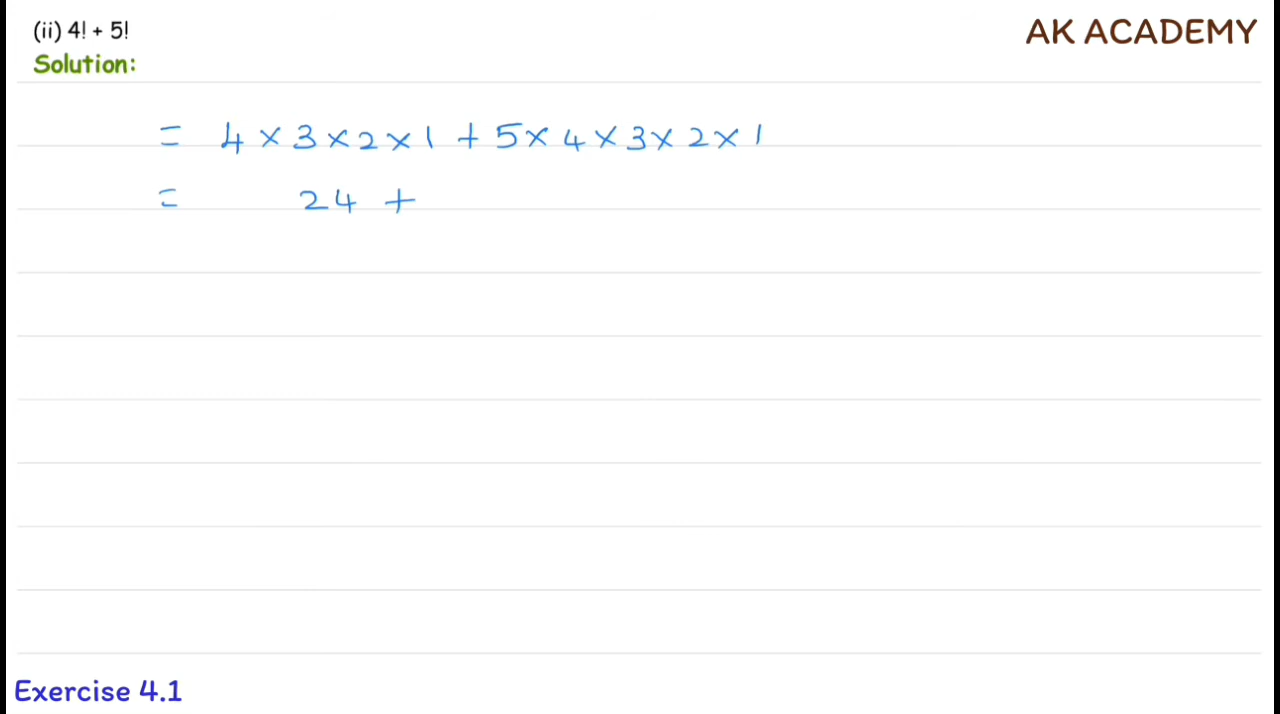 (ii) 4! + 5!
AK ACADEMY
Solution:
= 4 × 3 × 2 × 1 + 5 × 4 × 3 × 2 × 1
= 24 +
Exercise 4.1